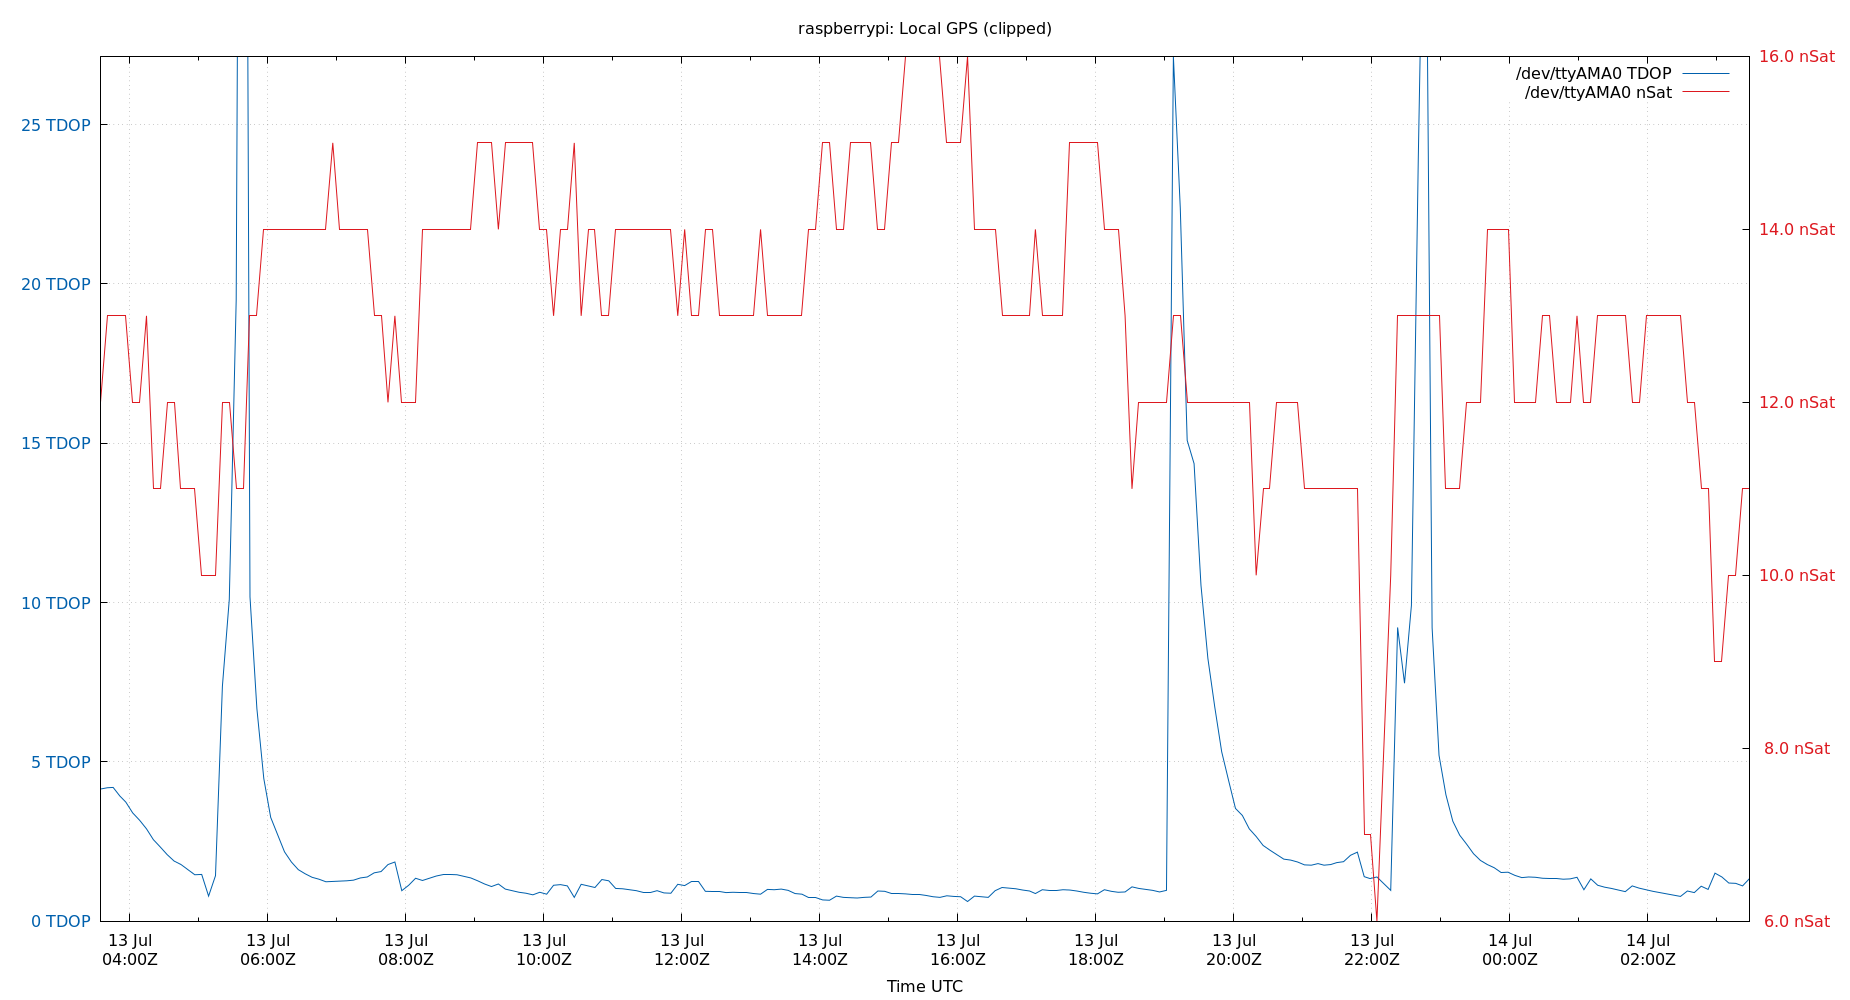 raspberrypi: Local GPS (clipped)
/dev/ttyAMA0 TDOP
/dev/ttyAMA0 nSat
25 TDOP
20 TDOP
15 TDOP
10 TDOP
5 TDOP
0 TDOP
16.0 nSat
14.0 nSat
12.0 nSat
10.0 nSat
8.0 nSat
6.0 nSat
13 Jul 13 Jul 13 Jul 13 Jul 13 Jul 13 Jul 13 Jul 13 Jul 13 Jul 13 Jul 14 Jul 14 Jul
04:00Z 06:00Z 08:00Z 10:00Z 12:00Z 14:00Z 16:00Z 18:00Z 20:00Z 22:00Z 00:00Z 02:00Z
Time UTC